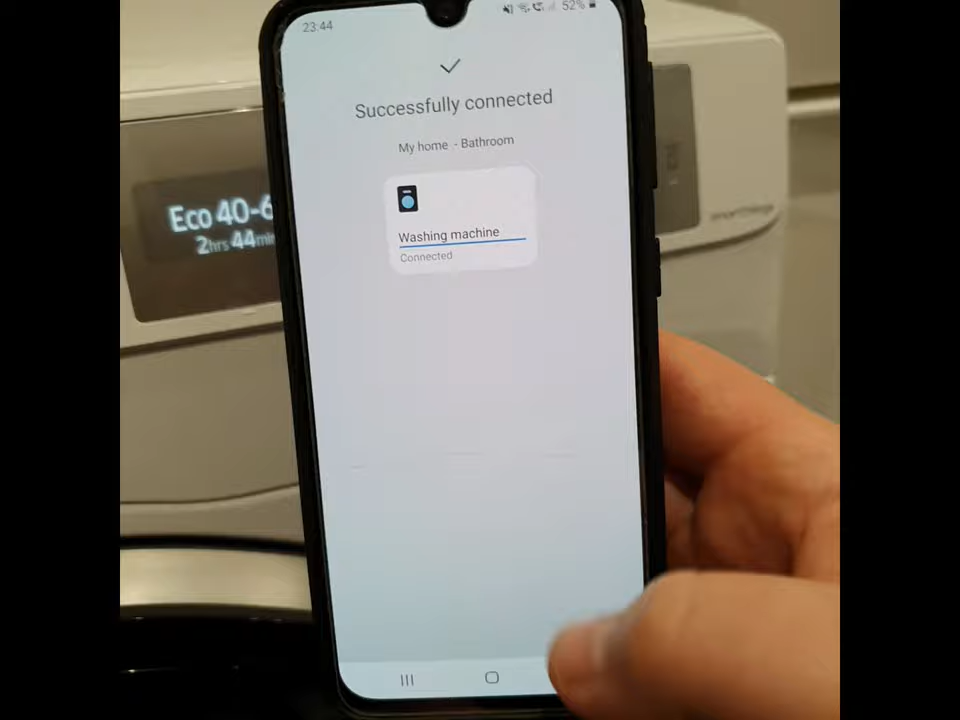 23:44
52%
Successfully connected
My home - Bathroom
Washing machine
Connected
Eco 40-6
2hrs 44min